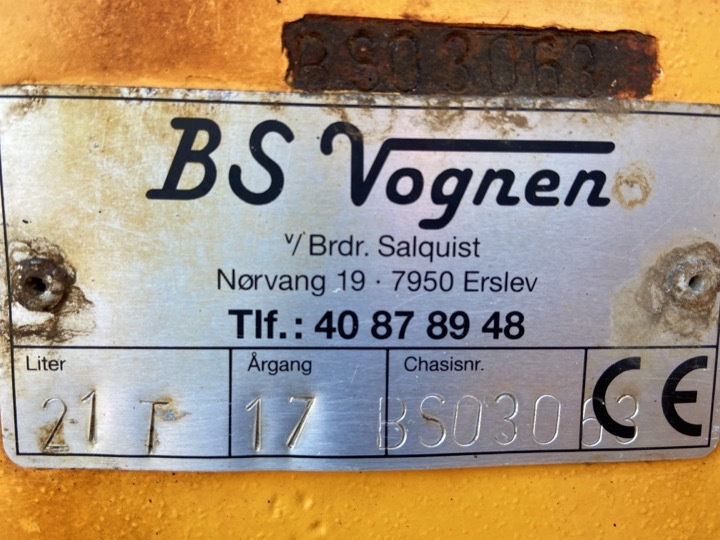 BS03063
BS Vognen
v/ Brdr. Salquist
Nørvang 19 · 7950 Erslev
Tlf.: 40 87 89 48
Liter Årgang Chasisnr.
21 T 17 BS03063 CE